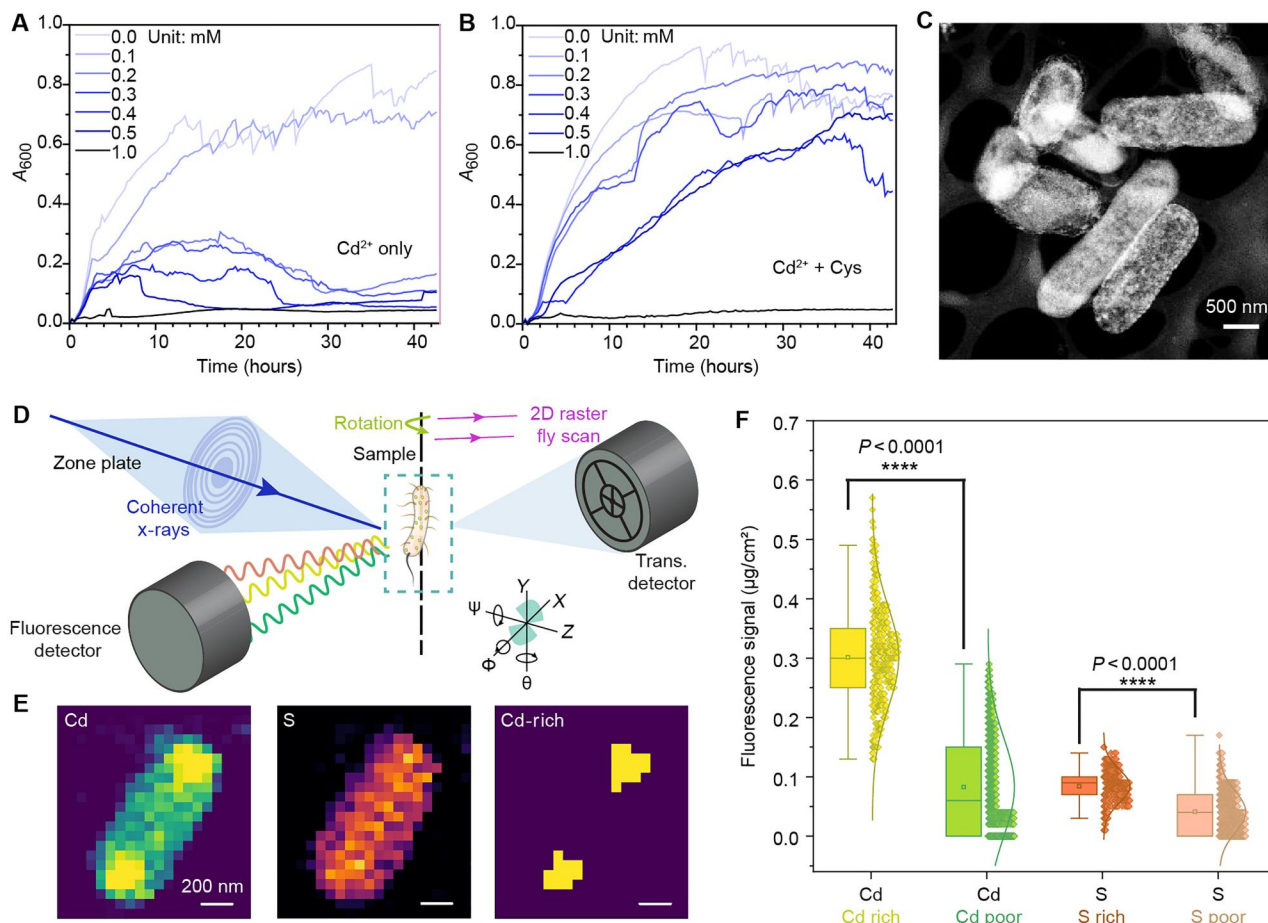 A
1.0
0.8
0.6
0.4
0.2
0.0
A600
0.0 Unit: mM
0.1
0.2
0.3
0.4
0.5
1.0
Cd2+ only
0 10 20 30 40
Time (hours)
B
1.0
0.8
0.6
0.4
0.2
0.0
A600
0.0 Unit: mM
0.1
0.2
0.3
0.4
0.5
1.0
Cd2+ + Cys
0 10 20 30 40
Time (hours)
C
500 nm
D
Zone plate
Coherent
x-rays
Rotation
Sample
2D raster
fly scan
Trans.
detector
Fluorescence
detector
Y
X
Z
Ψ
Φ
θ
E
Cd
200 nm
S
Cd-rich
F
0.7
0.6
0.5
0.4
0.3
0.2
0.1
0.0
Fluorescence signal (μg/cm²)
P < 0.0001
****
P < 0.0001
****
Cd Cd S S
Cd rich Cd poor S rich S poor